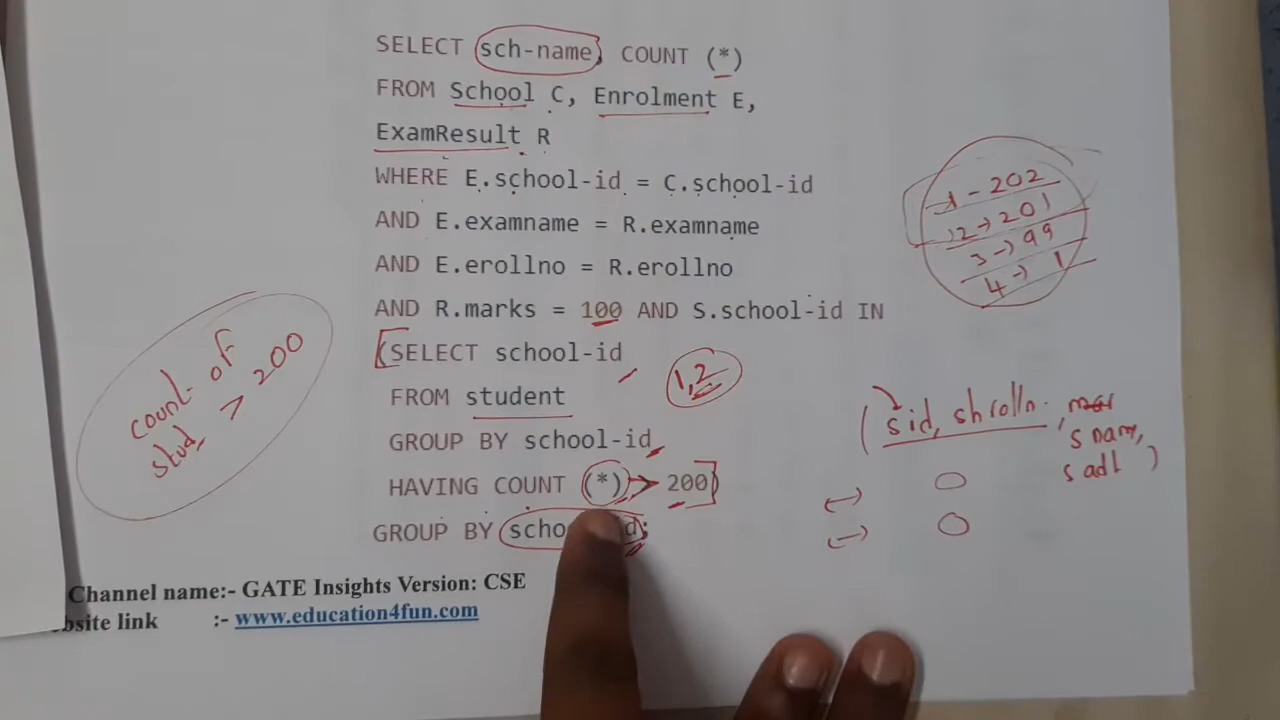 SELECT sch-name, COUNT (*)
FROM School C, Enrolment E,
ExamResult R
WHERE E.school-id = C.school-id
AND E.examname = R.examname
AND E.erollno = R.erollno
AND R.marks = 100 AND S.school-id IN
(SELECT school-id
FROM student
GROUP BY school-id
HAVING COUNT (*) > 200)
GROUP BY
1 - 202
2 → 201
3 → 99
4 → 1
count of
stud > 200
1,2
(sid, shrolln.,
snam,
sadl )
Channel name:- GATE Insights Version: CSE
site link :- www.education4fun.com